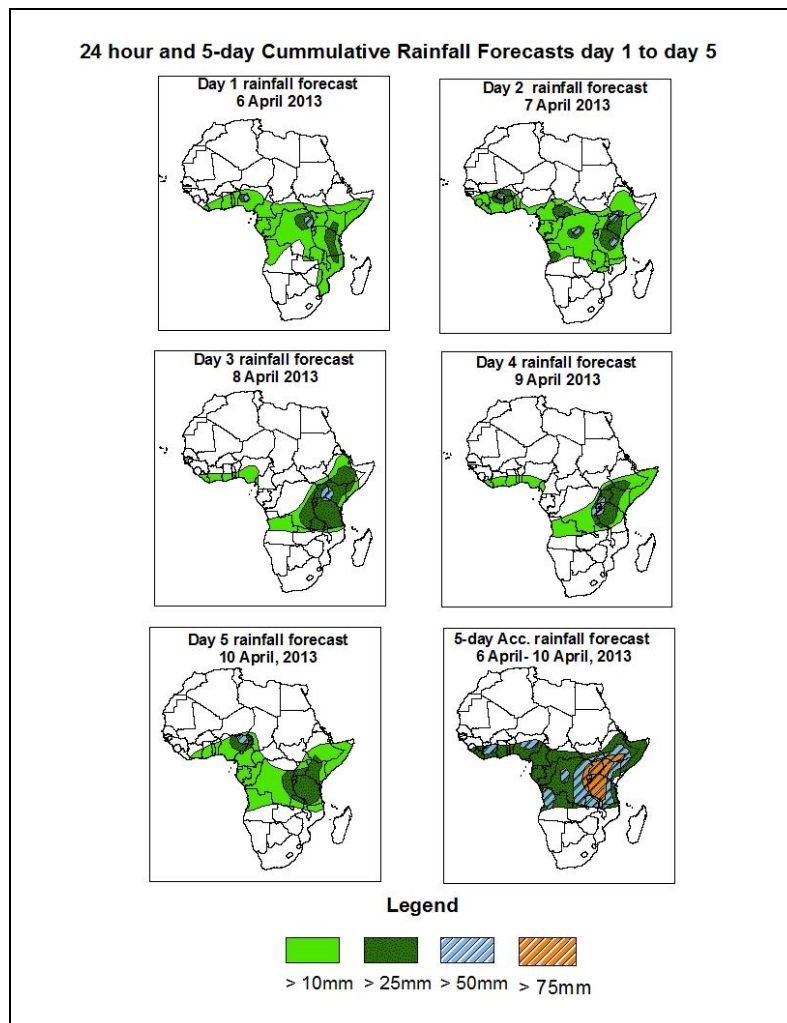 24 hour and 5-day Cummulative Rainfall Forecasts day 1 to day 5
Day 1 rainfall forecast
6 April 2013
Day 2 rainfall forecast
7 April 2013
Day 3 rainfall forecast
8 April 2013
Day 4 rainfall forecast
9 April 2013
Day 5 rainfall forecast
10 April, 2013
5-day Acc. rainfall forecast
6 April- 10 April, 2013
Legend
> 10mm > 25mm > 50mm > 75mm